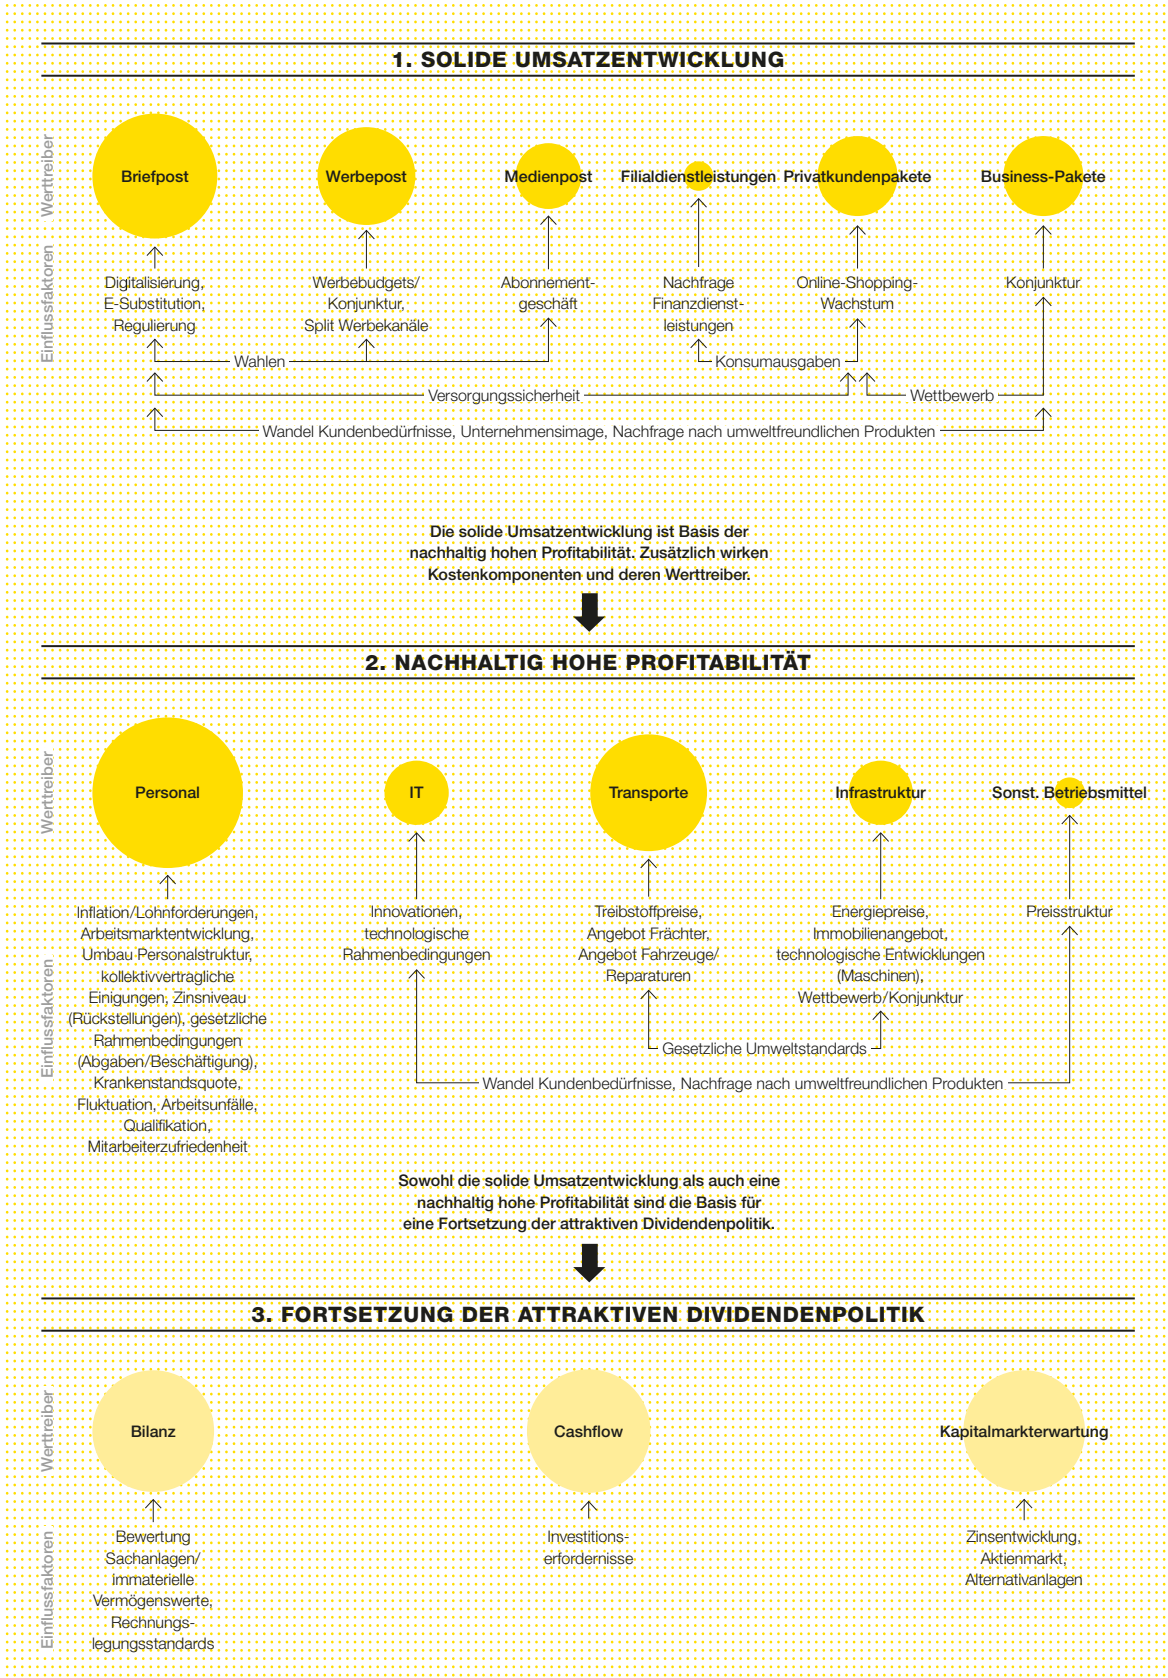 1. SOLIDE UMSATZENTWICKLUNG
Werttreiber
Briefpost
Werbepost
Medienpost
Filialdienstleistungen
Privatkundenpakete
Business-Pakete
Einflussfaktoren
Digitalisierung,
E-Substitution,
Regulierung
Werbebudgets/
Konjunktur,
Split Werbekanäle
Abonnement-
geschäft
Nachfrage
Finanzdienst-
leistungen
Online-Shopping-
Wachstum
Konjunktur
Wahlen
Konsumausgaben
Versorgungssicherheit
Wettbewerb
Wandel Kundenbedürfnisse, Unternehmensimage, Nachfrage nach umweltfreundlichen Produkten
Die solide Umsatzentwicklung ist Basis der
nachhaltig hohen Profitabilität. Zusätzlich wirken
Kostenkomponenten und deren Werttreiber.
2. NACHHALTIG HOHE PROFITABILITÄT
Werttreiber
Personal
IT
Transporte
Infrastruktur
Sonst. Betriebsmittel
Einflussfaktoren
Inflation/Lohnforderungen,
Arbeitsmarktentwicklung,
Umbau Personalstruktur,
kollektivvertragliche
Einigungen, Zinsniveau
(Rückstellungen), gesetzliche
Rahmenbedingungen
(Abgaben/Beschäftigung),
Krankenstandsquote,
Fluktuation, Arbeitsunfälle,
Qualifikation,
Mitarbeiterzufriedenheit
Innovationen,
technologische
Rahmenbedingungen
Treibstoffpreise,
Angebot Frächter,
Angebot Fahrzeuge/
Reparaturen
Energiepreise,
Immobilienangebot,
technologische Entwicklungen
(Maschinen),
Wettbewerb/Konjunktur
Preisstruktur
Gesetzliche Umweltstandards
Wandel Kundenbedürfnisse, Nachfrage nach umweltfreundlichen Produkten
Sowohl die solide Umsatzentwicklung als auch eine
nachhaltig hohe Profitabilität sind die Basis für
eine Fortsetzung der attraktiven Dividendenpolitik.
3. FORTSETZUNG DER ATTRAKTIVEN DIVIDENDENPOLITIK
Werttreiber
Bilanz
Cashflow
Kapitalmarkterwartung
Einflussfaktoren
Bewertung
Sachanlagen/
immaterielle
Vermögenswerte,
Rechnungs-
legungsstandards
Investitions-
erfordernisse
Zinsentwicklung,
Aktienmarkt,
Alternativanlagen